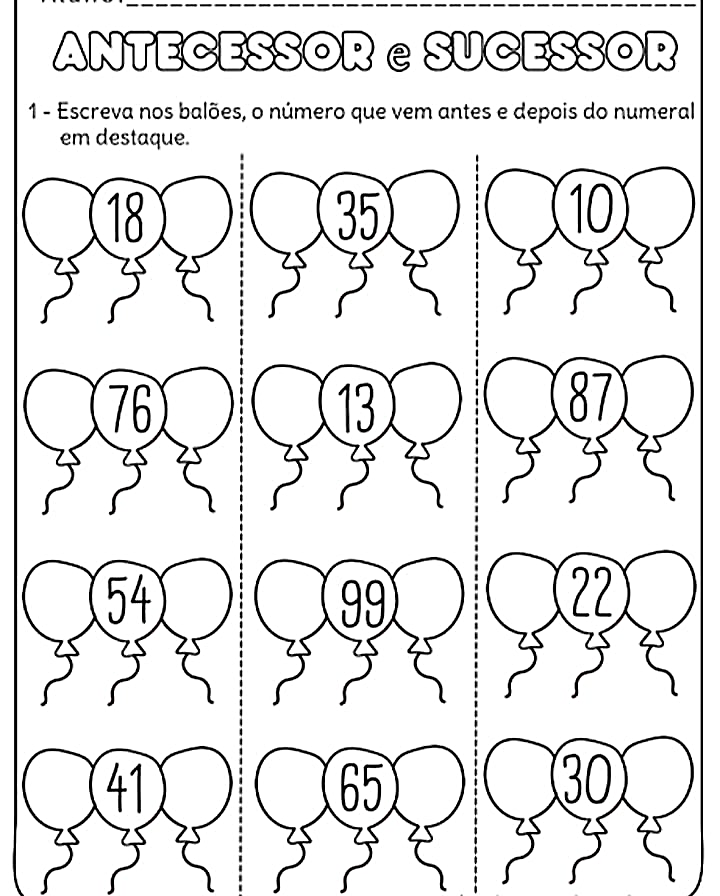 ANTECESSOR e SUCESSOR
1 - Escreva nos balões, o número que vem antes e depois do numeral
em destaque.
18 35 10
76 13 87
54 99 22
41 65 30